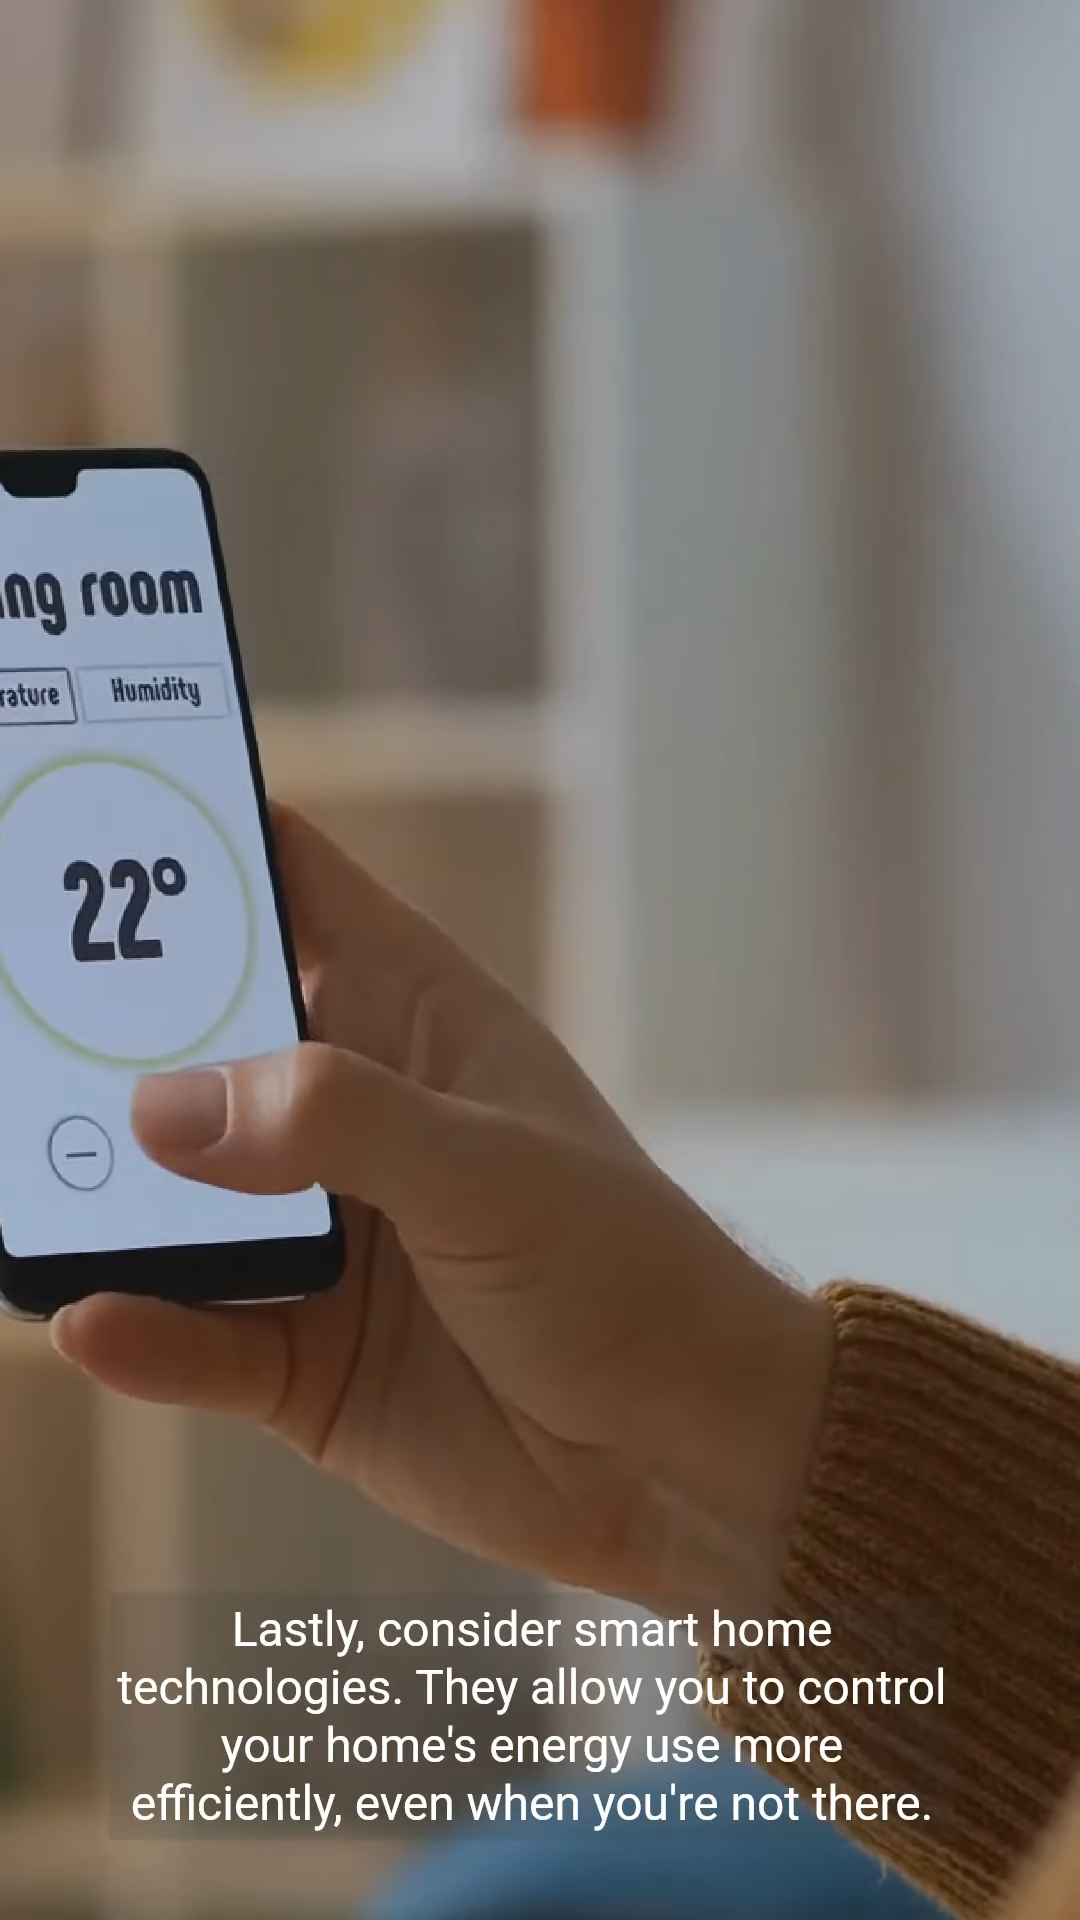 ng room
rature
Humidity
22°
Lastly, consider smart home
technologies. They allow you to control
your home's energy use more
efficiently, even when you're not there.